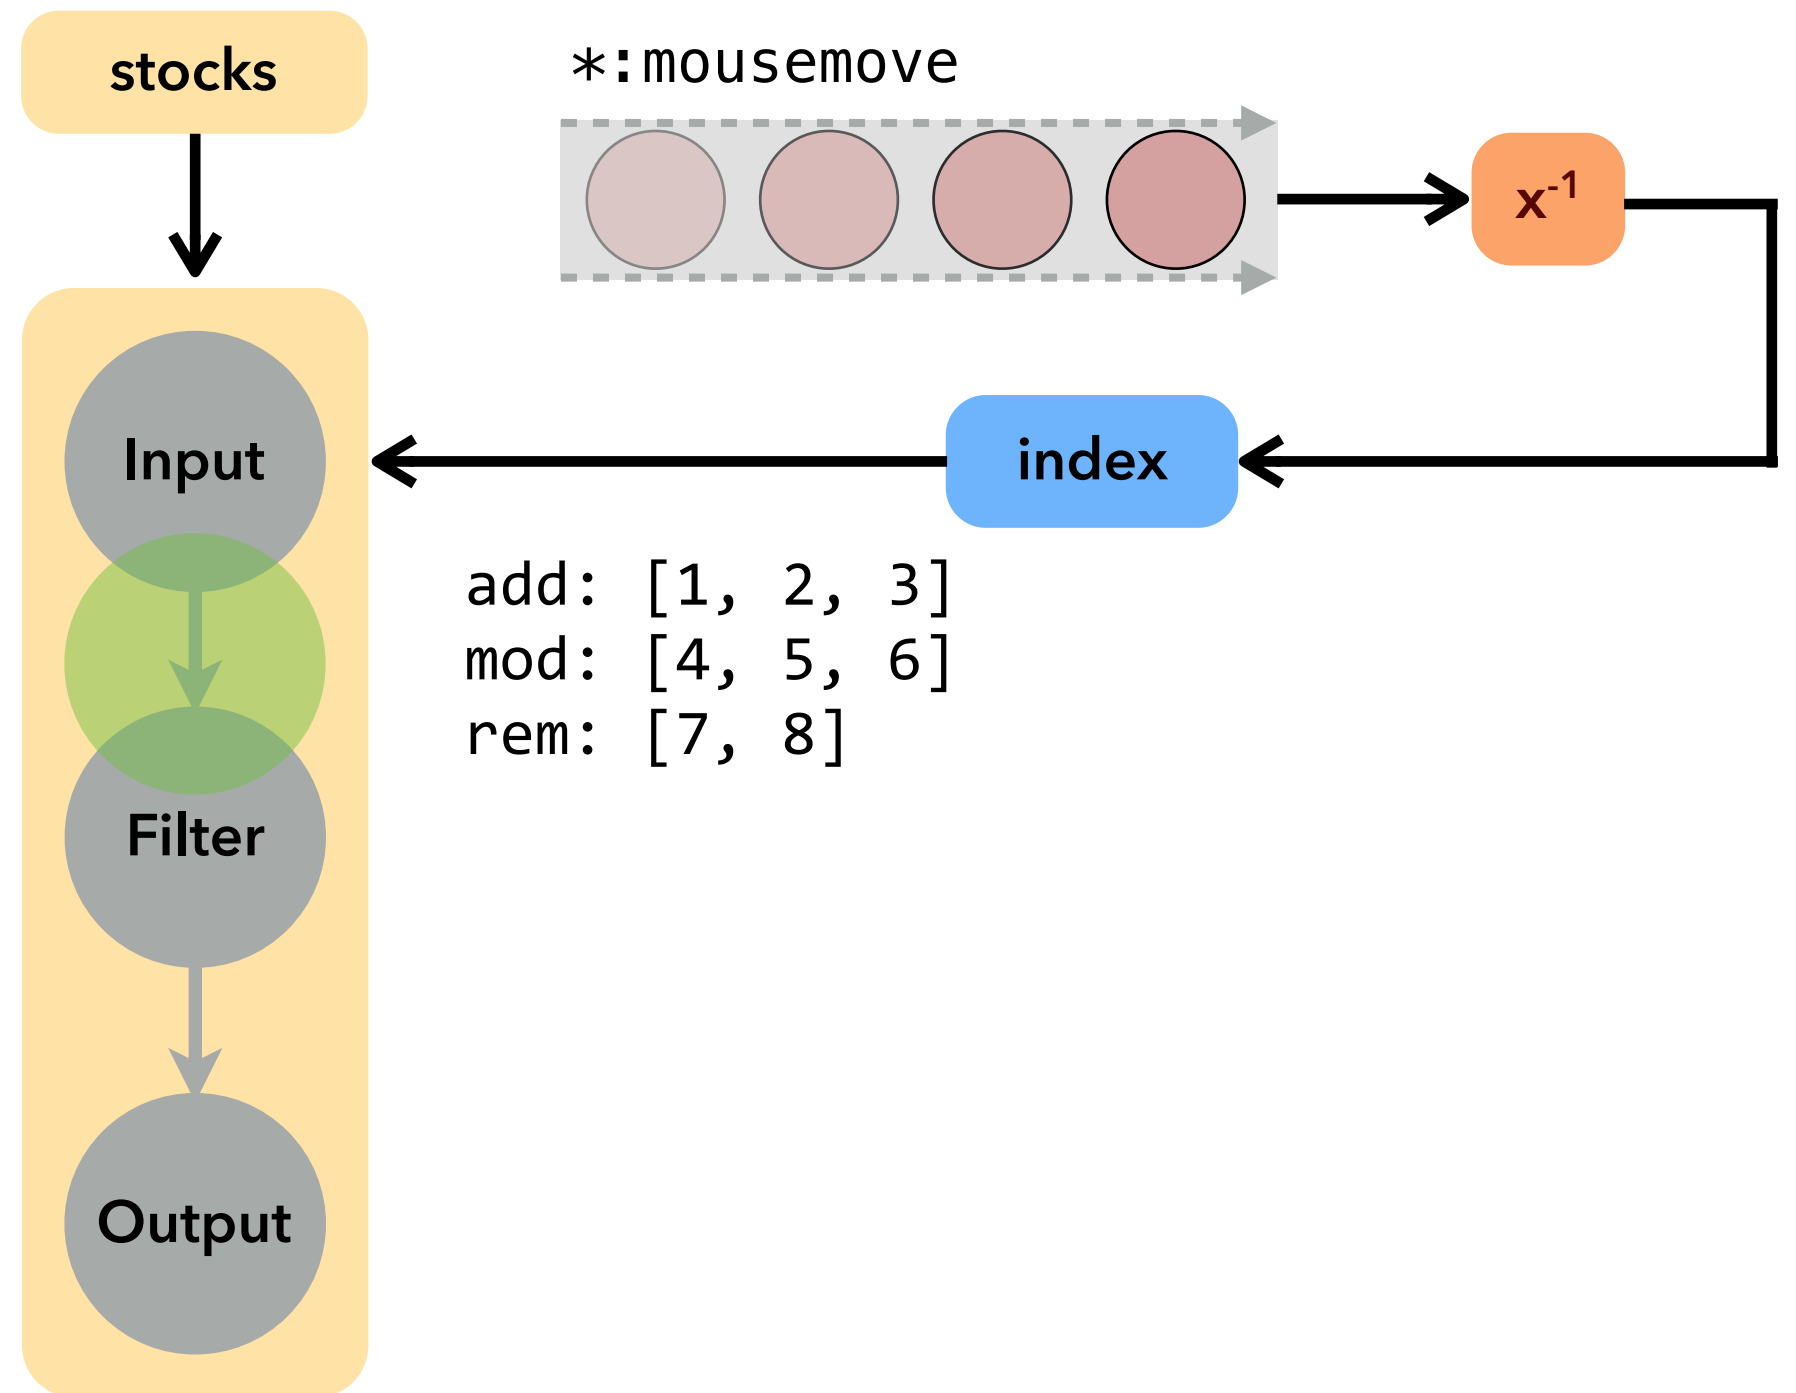 stocks
*:mousemove
x⁻¹
Input
index
add: [1, 2, 3]
mod: [4, 5, 6]
rem: [7, 8]
Filter
Output